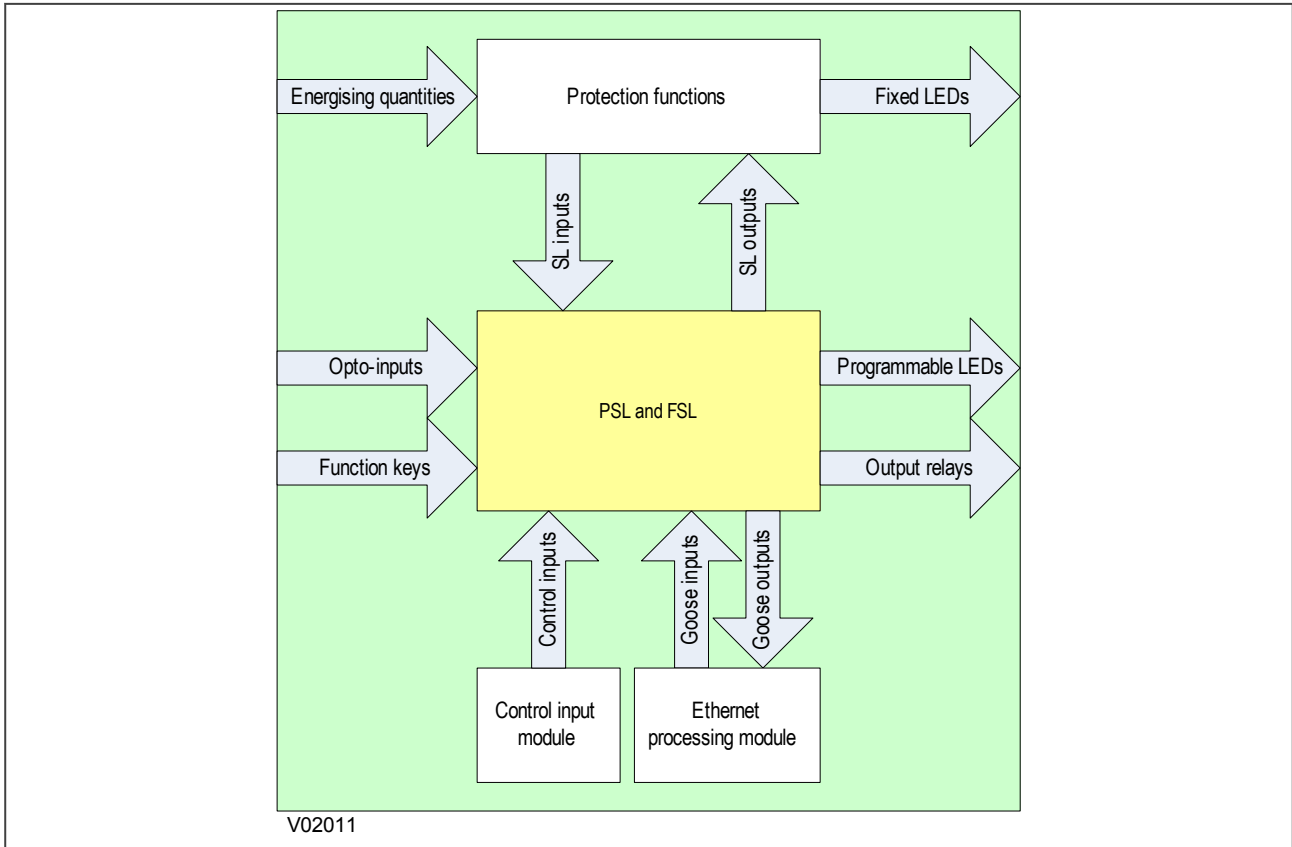 Energising quantities
Protection functions
Fixed LEDs
SL inputs
SL outputs
Opto-inputs
Programmable LEDs
PSL and FSL
Function keys
Output relays
Control inputs
Goose inputs
Goose outputs
Control input
module
Ethernet
processing module
V02011